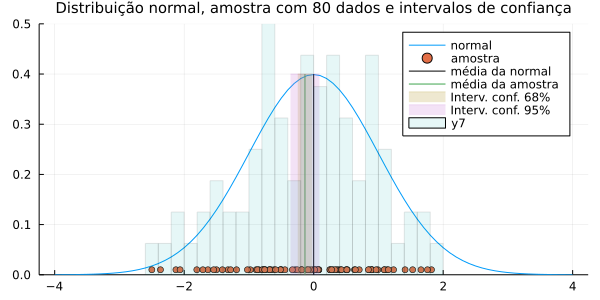 Distribuição normal, amostra com 80 dados e intervalos de confiança
0.5
0.4
0.3
0.2
0.1
0.0
−4
−2
0
2
4
normal
amostra
média da normal
média da amostra
Interv. conf. 68%
Interv. conf. 95%
y7